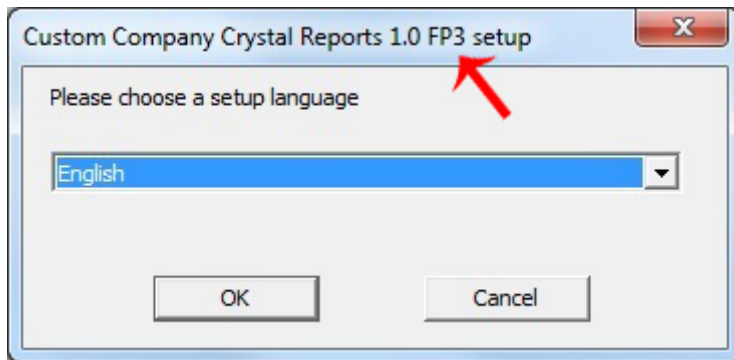 Custom Company Crystal Reports 1.0 FP3 setup
Please choose a setup language
English
OK Cancel